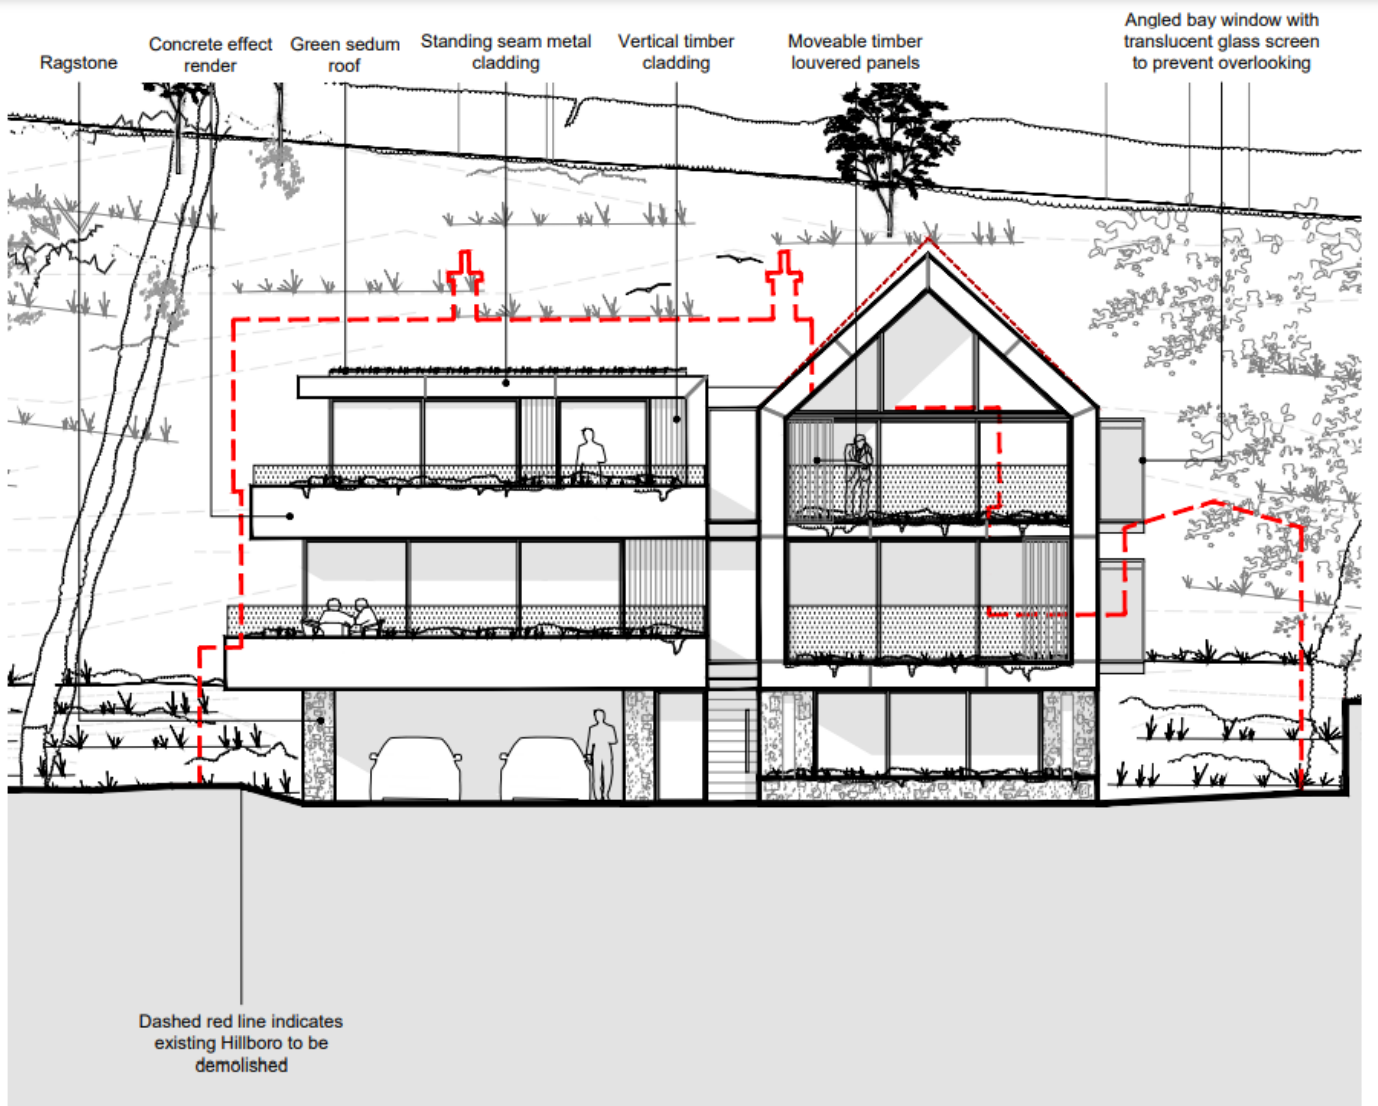 Ragstone
Concrete effect
render
Green sedum
roof
Standing seam metal
cladding
Vertical timber
cladding
Moveable timber
louvered panels
Angled bay window with
translucent glass screen
to prevent overlooking
Dashed red line indicates
existing Hillboro to be
demolished